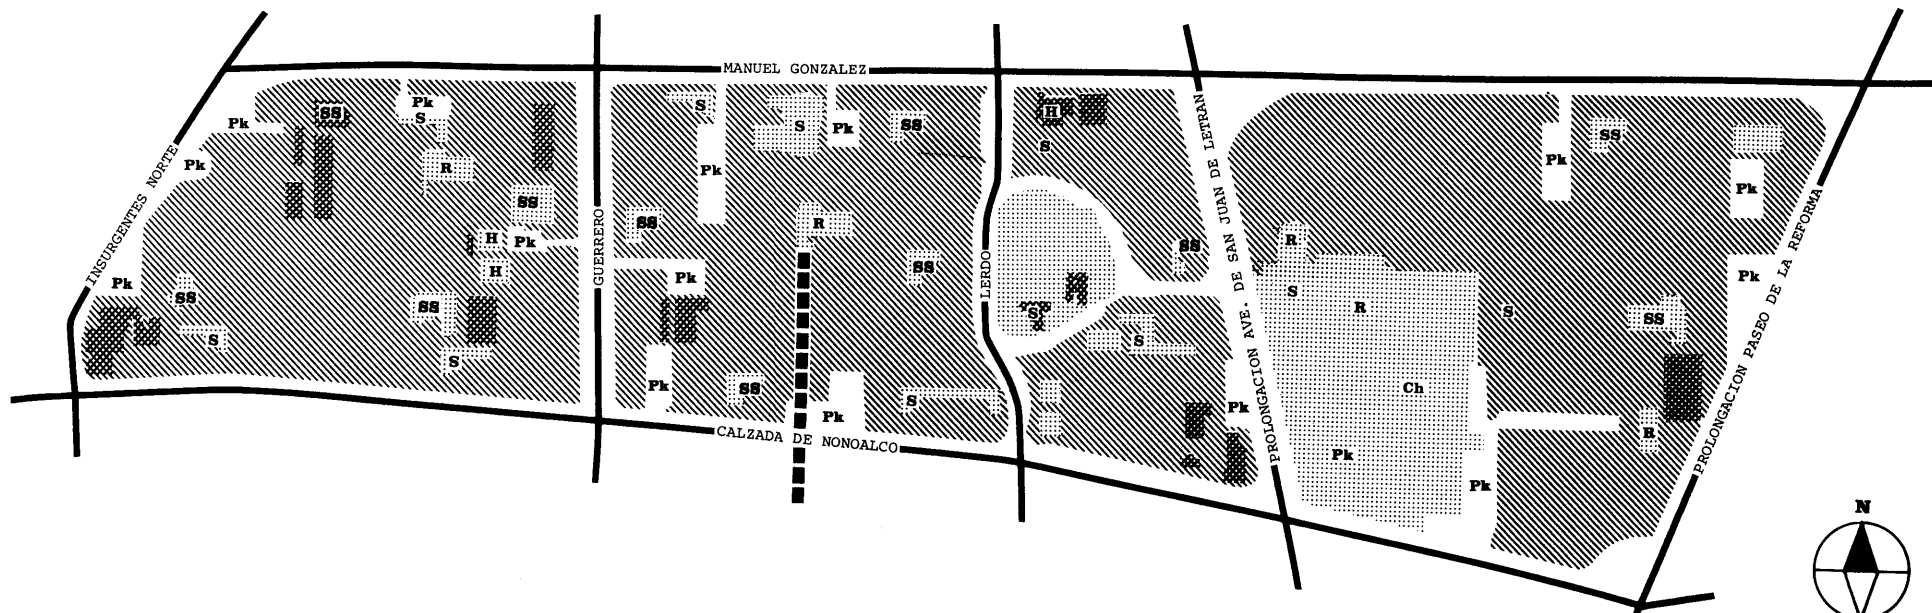 MANUEL GONZALEZ
INSURGENTES NORTE
GUERRERO
LERDO
PROLONGACION AVE. DE SAN JUAN DE LETRAN
PROLONGACION PASEO DE LA REFORMA
CALZADA DE NONOALCO
Pk
SS
Pk
S
Pk
R
SS
H
Pk
H
Pk
SS
SS
S
S
S
S
Pk
SS
Pk
SS
R
SS
Pk
Pk
SS
Pk
S
H
S
SS
S
S
Pk
R
S
R
Ch
Pk
Pk
Pk
SS
Pk
Pk
S
SS
R
N